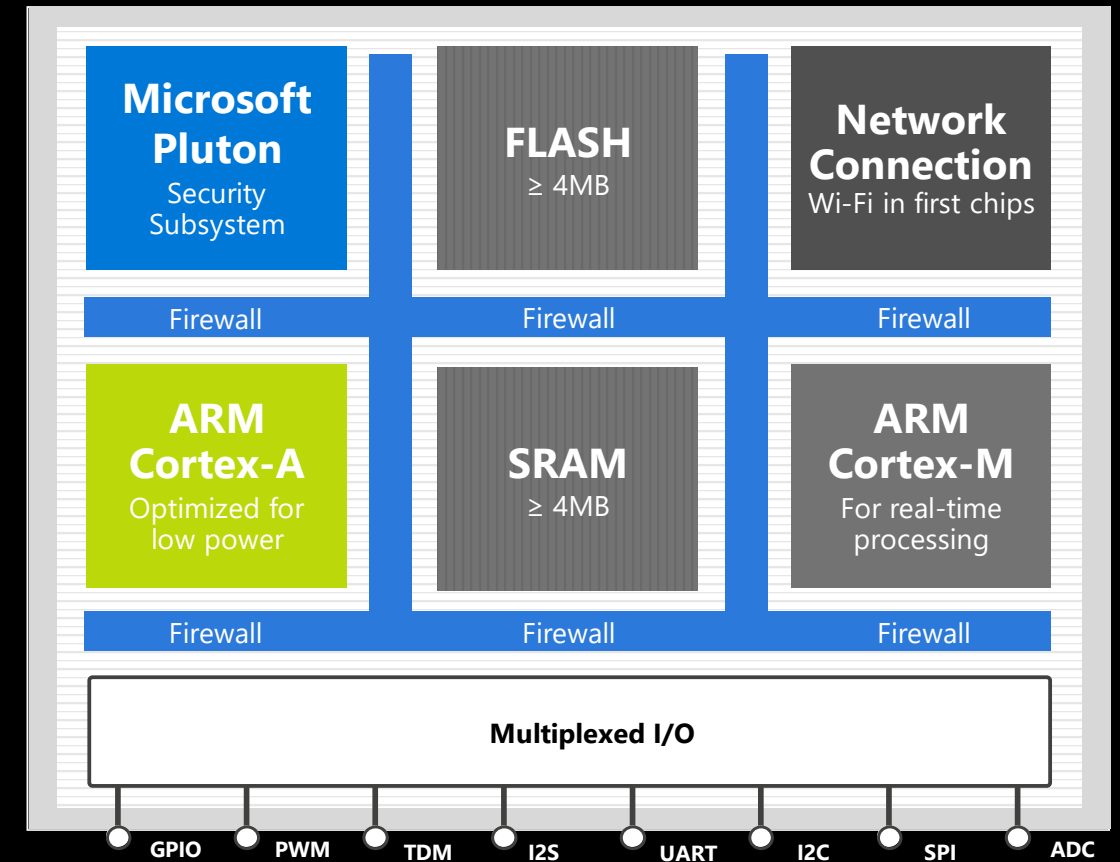 Microsoft
Pluton
Security
Subsystem
FLASH
≥ 4MB
Network
Connection
Wi-Fi in first chips
Firewall
Firewall
Firewall
ARM
Cortex-A
Optimized for
low power
SRAM
≥ 4MB
ARM
Cortex-M
For real-time
processing
Firewall
Firewall
Firewall
Multiplexed I/O
GPIO
PWM
TDM
I2S
UART
I2C
SPI
ADC